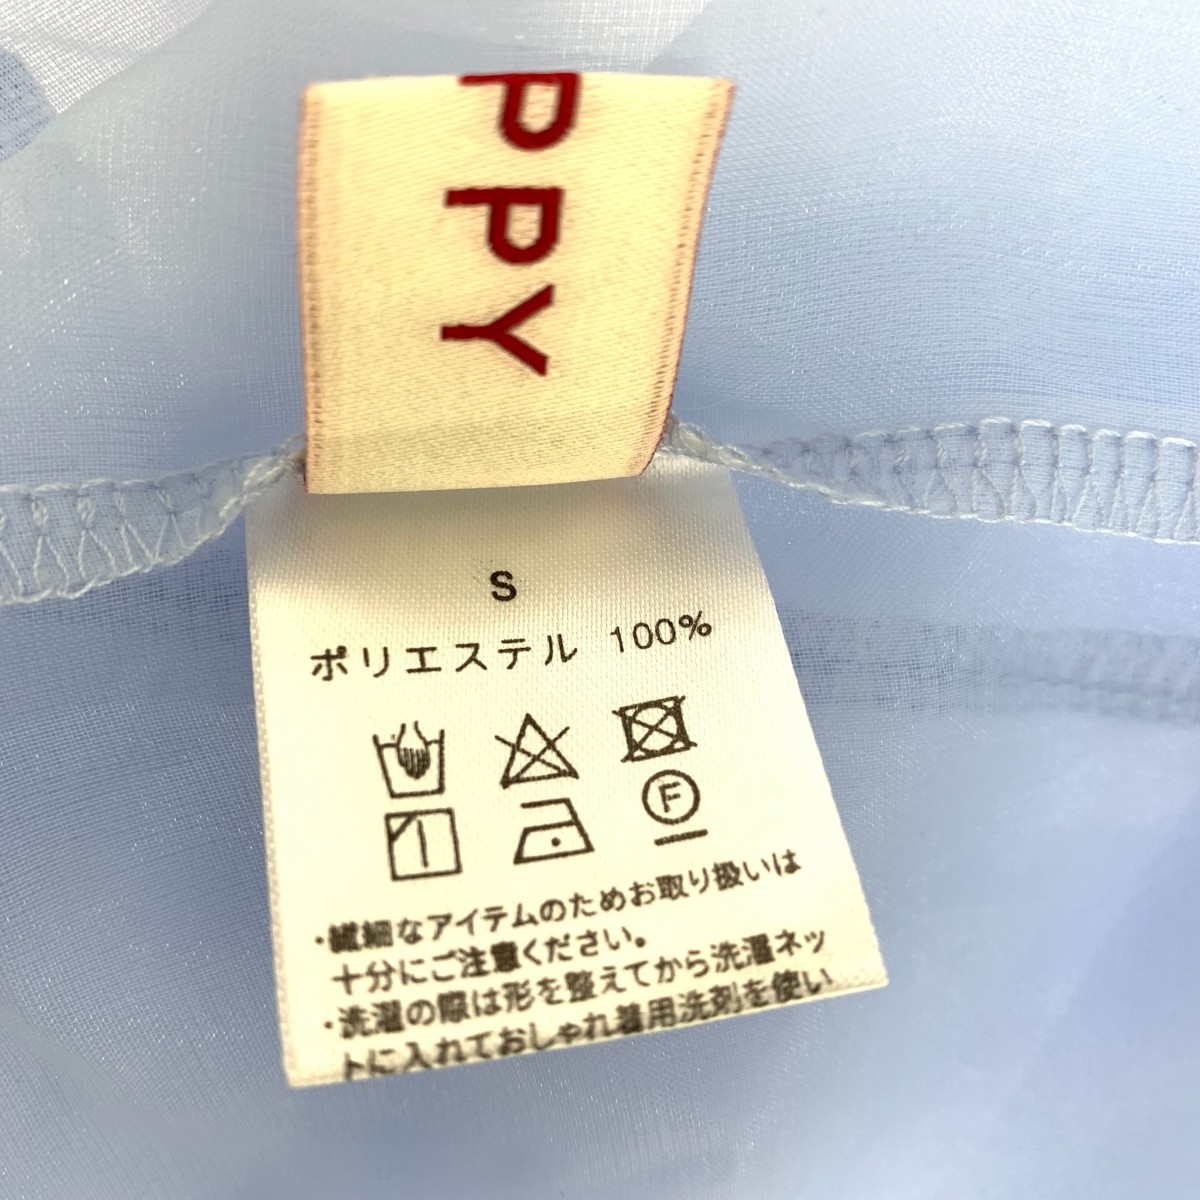 PPY
S
ポリエステル 100%
F
・繊細なアイテムのためお取り扱いは
十分にご注意ください。
・洗濯の際は形を整えてから洗濯ネッ
トに入れておしゃれ着用洗剤を使い